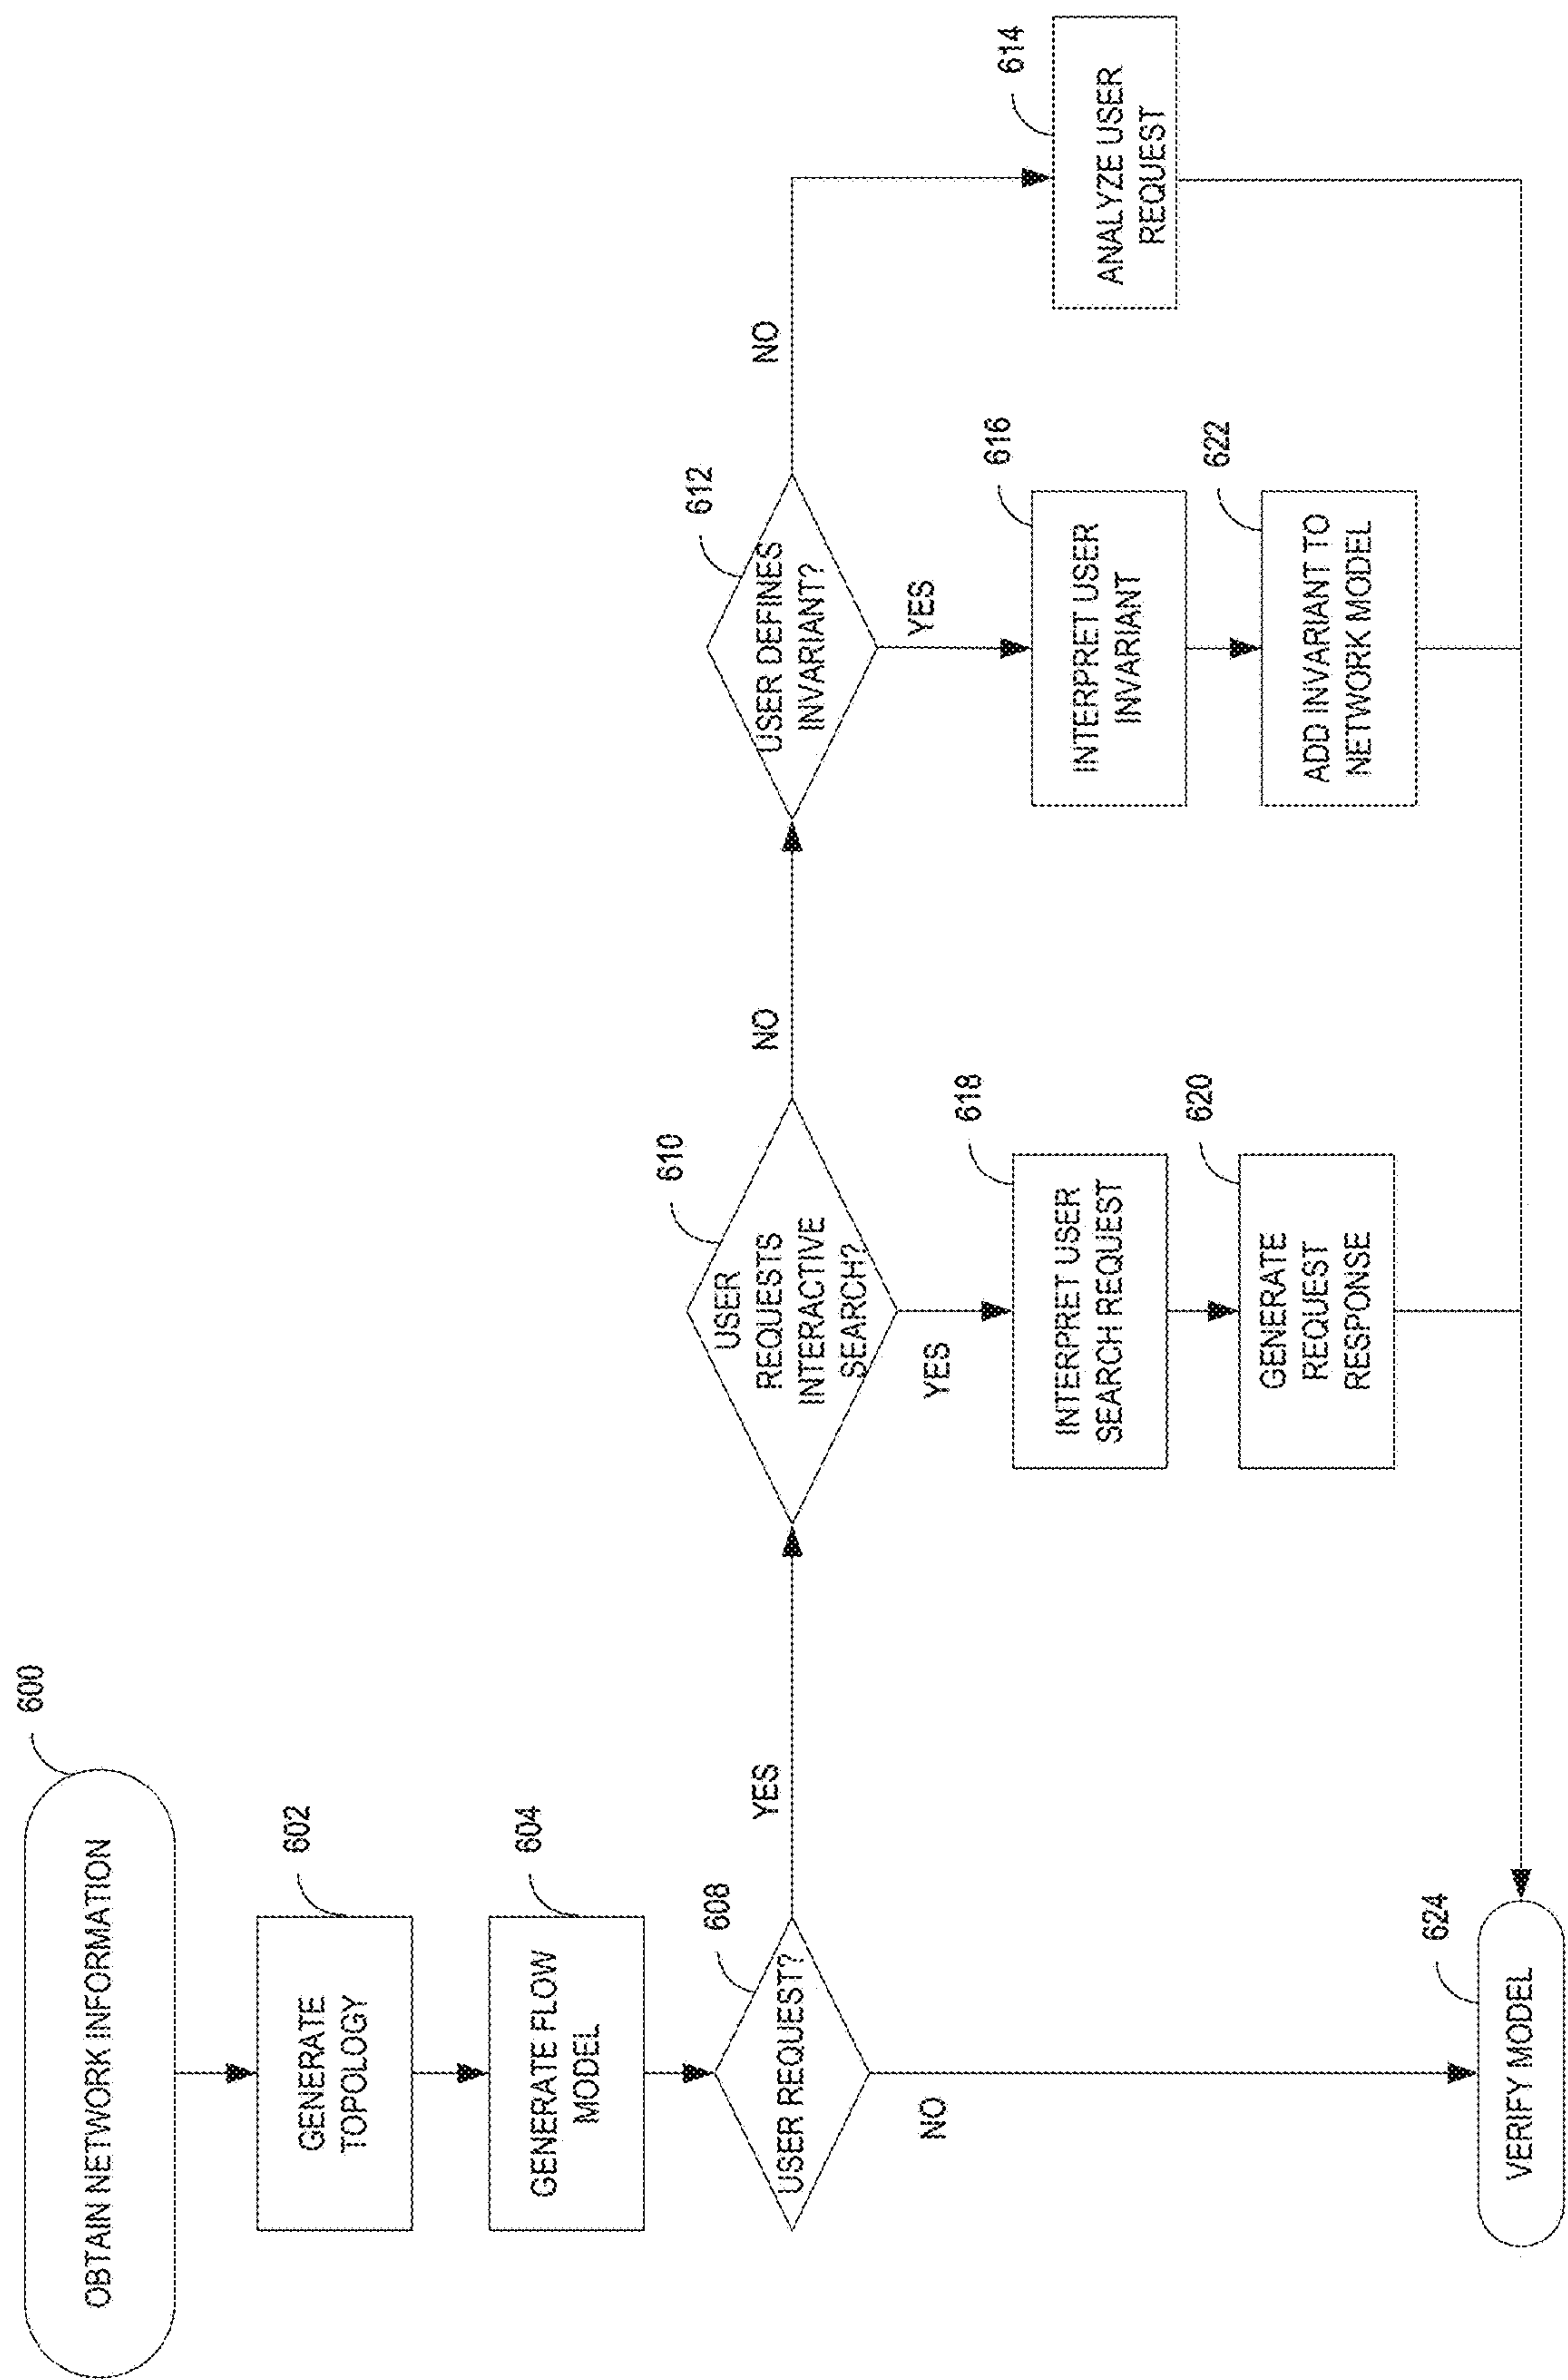 OBTAIN NETWORK INFORMATION
600
GENERATE
TOPOLOGY
602
GENERATE FLOW
MODEL
604
USER REQUEST?
608
YES
NO
USER
REQUESTS
INTERACTIVE
SEARCH?
610
NO
YES
USER DEFINES
INVARIANT?
612
NO
YES
INTERPRET USER
SEARCH REQUEST
618
INTERPRET USER
INVARIANT
616
ANALYZE USER
REQUEST
614
GENERATE
REQUEST
RESPONSE
620
ADD INVARIANT TO
NETWORK MODEL
622
VERIFY MODEL
624